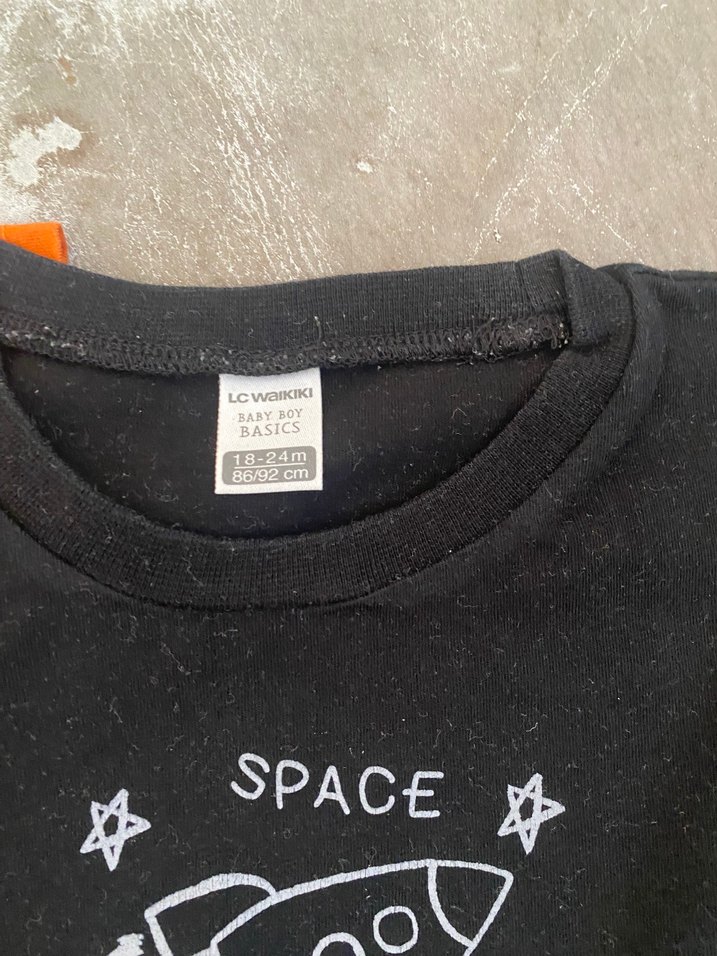 LC WAIKIKI
BABY BOY
BASICS
18-24m
86/92 cm
SPACE